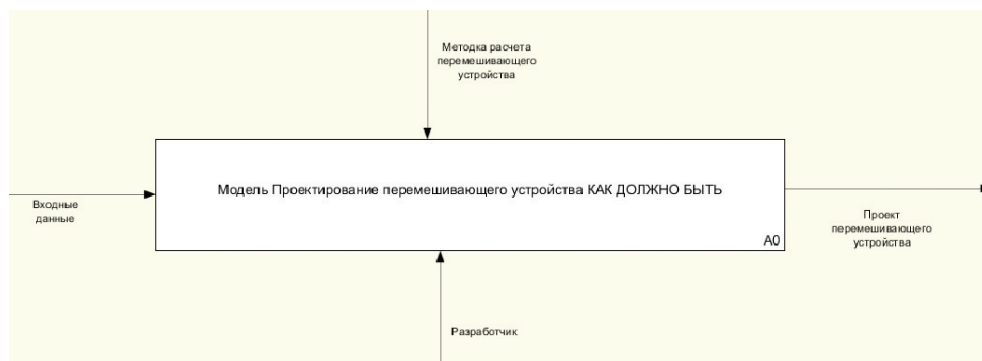 Методка расчета
перемешивающего
устройства
Модель Проектирование перемешивающего устройства КАК ДОЛЖНО БЫТЬ
Входные
данные
A0
Проект
перемешивающего
устройства
Разработчик